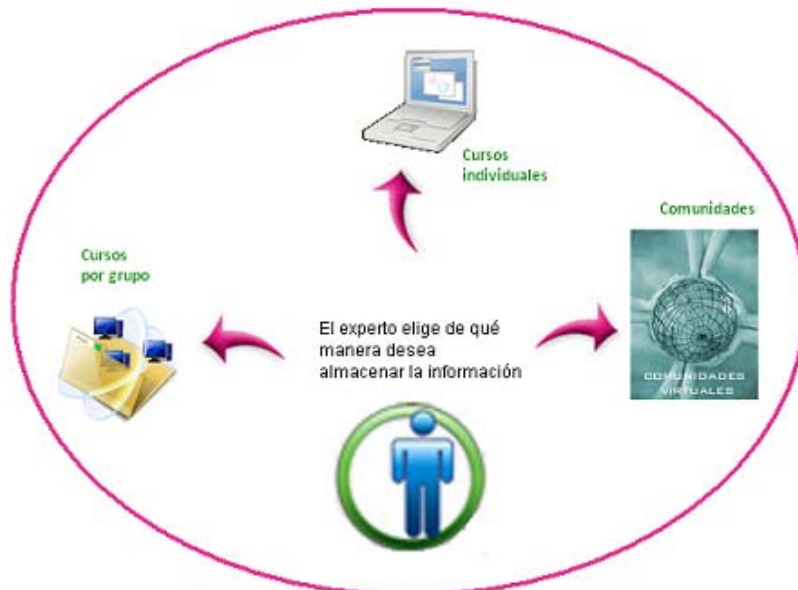 Cursos
individuales
Comunidades
Cursos
por grupo
El experto elige de qué
manera desea
almacenar la información
COMUNIDADES
VIRTUALES